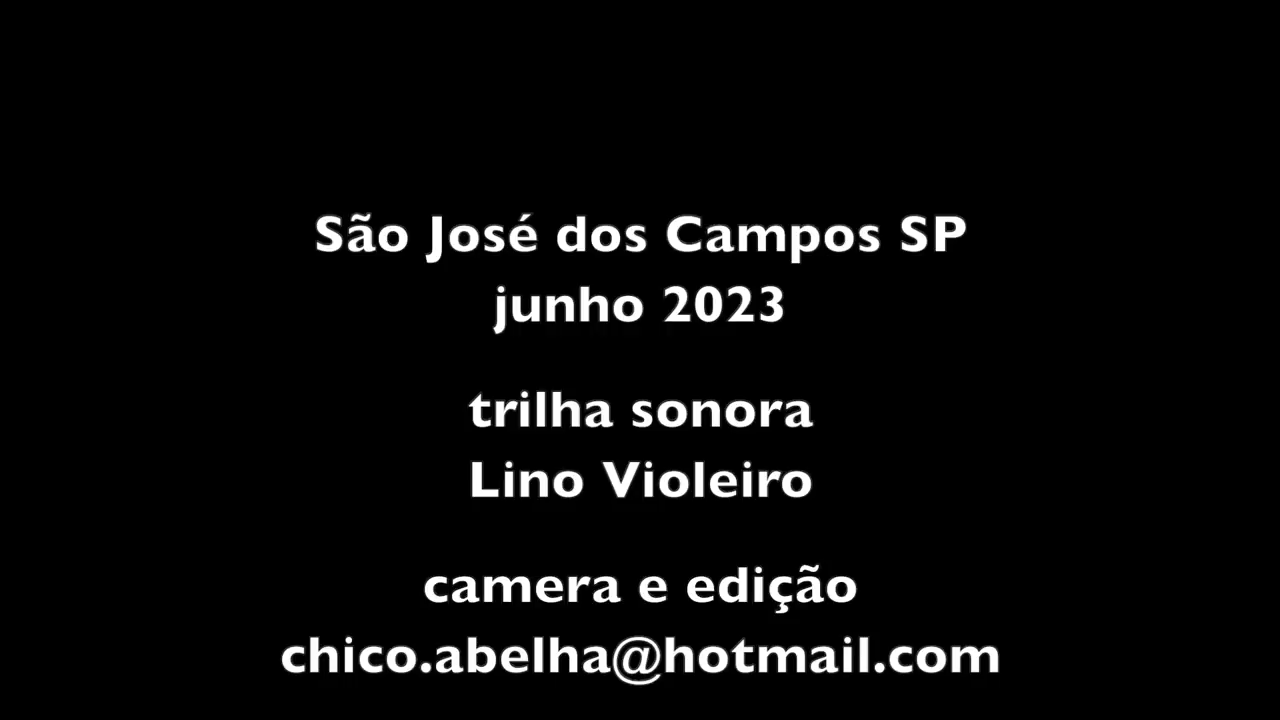 São José dos Campos SP
junho 2023
trilha sonora
Lino Violeiro
camera e edição
chico.abelha@hotmail.com